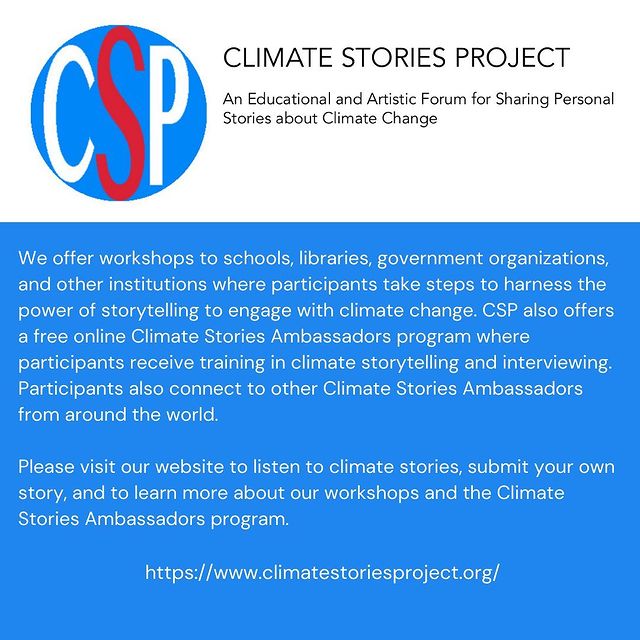 CSP
CLIMATE STORIES PROJECT
An Educational and Artistic Forum for Sharing Personal
Stories about Climate Change
We offer workshops to schools, libraries, government organizations,
and other institutions where participants take steps to harness the
power of storytelling to engage with climate change. CSP also offers
a free online Climate Stories Ambassadors program where
participants receive training in climate storytelling and interviewing.
Participants also connect to other Climate Stories Ambassadors
from around the world.
Please visit our website to listen to climate stories, submit your own
story, and to learn more about our workshops and the Climate
Stories Ambassadors program.
https://www.climatestoriesproject.org/